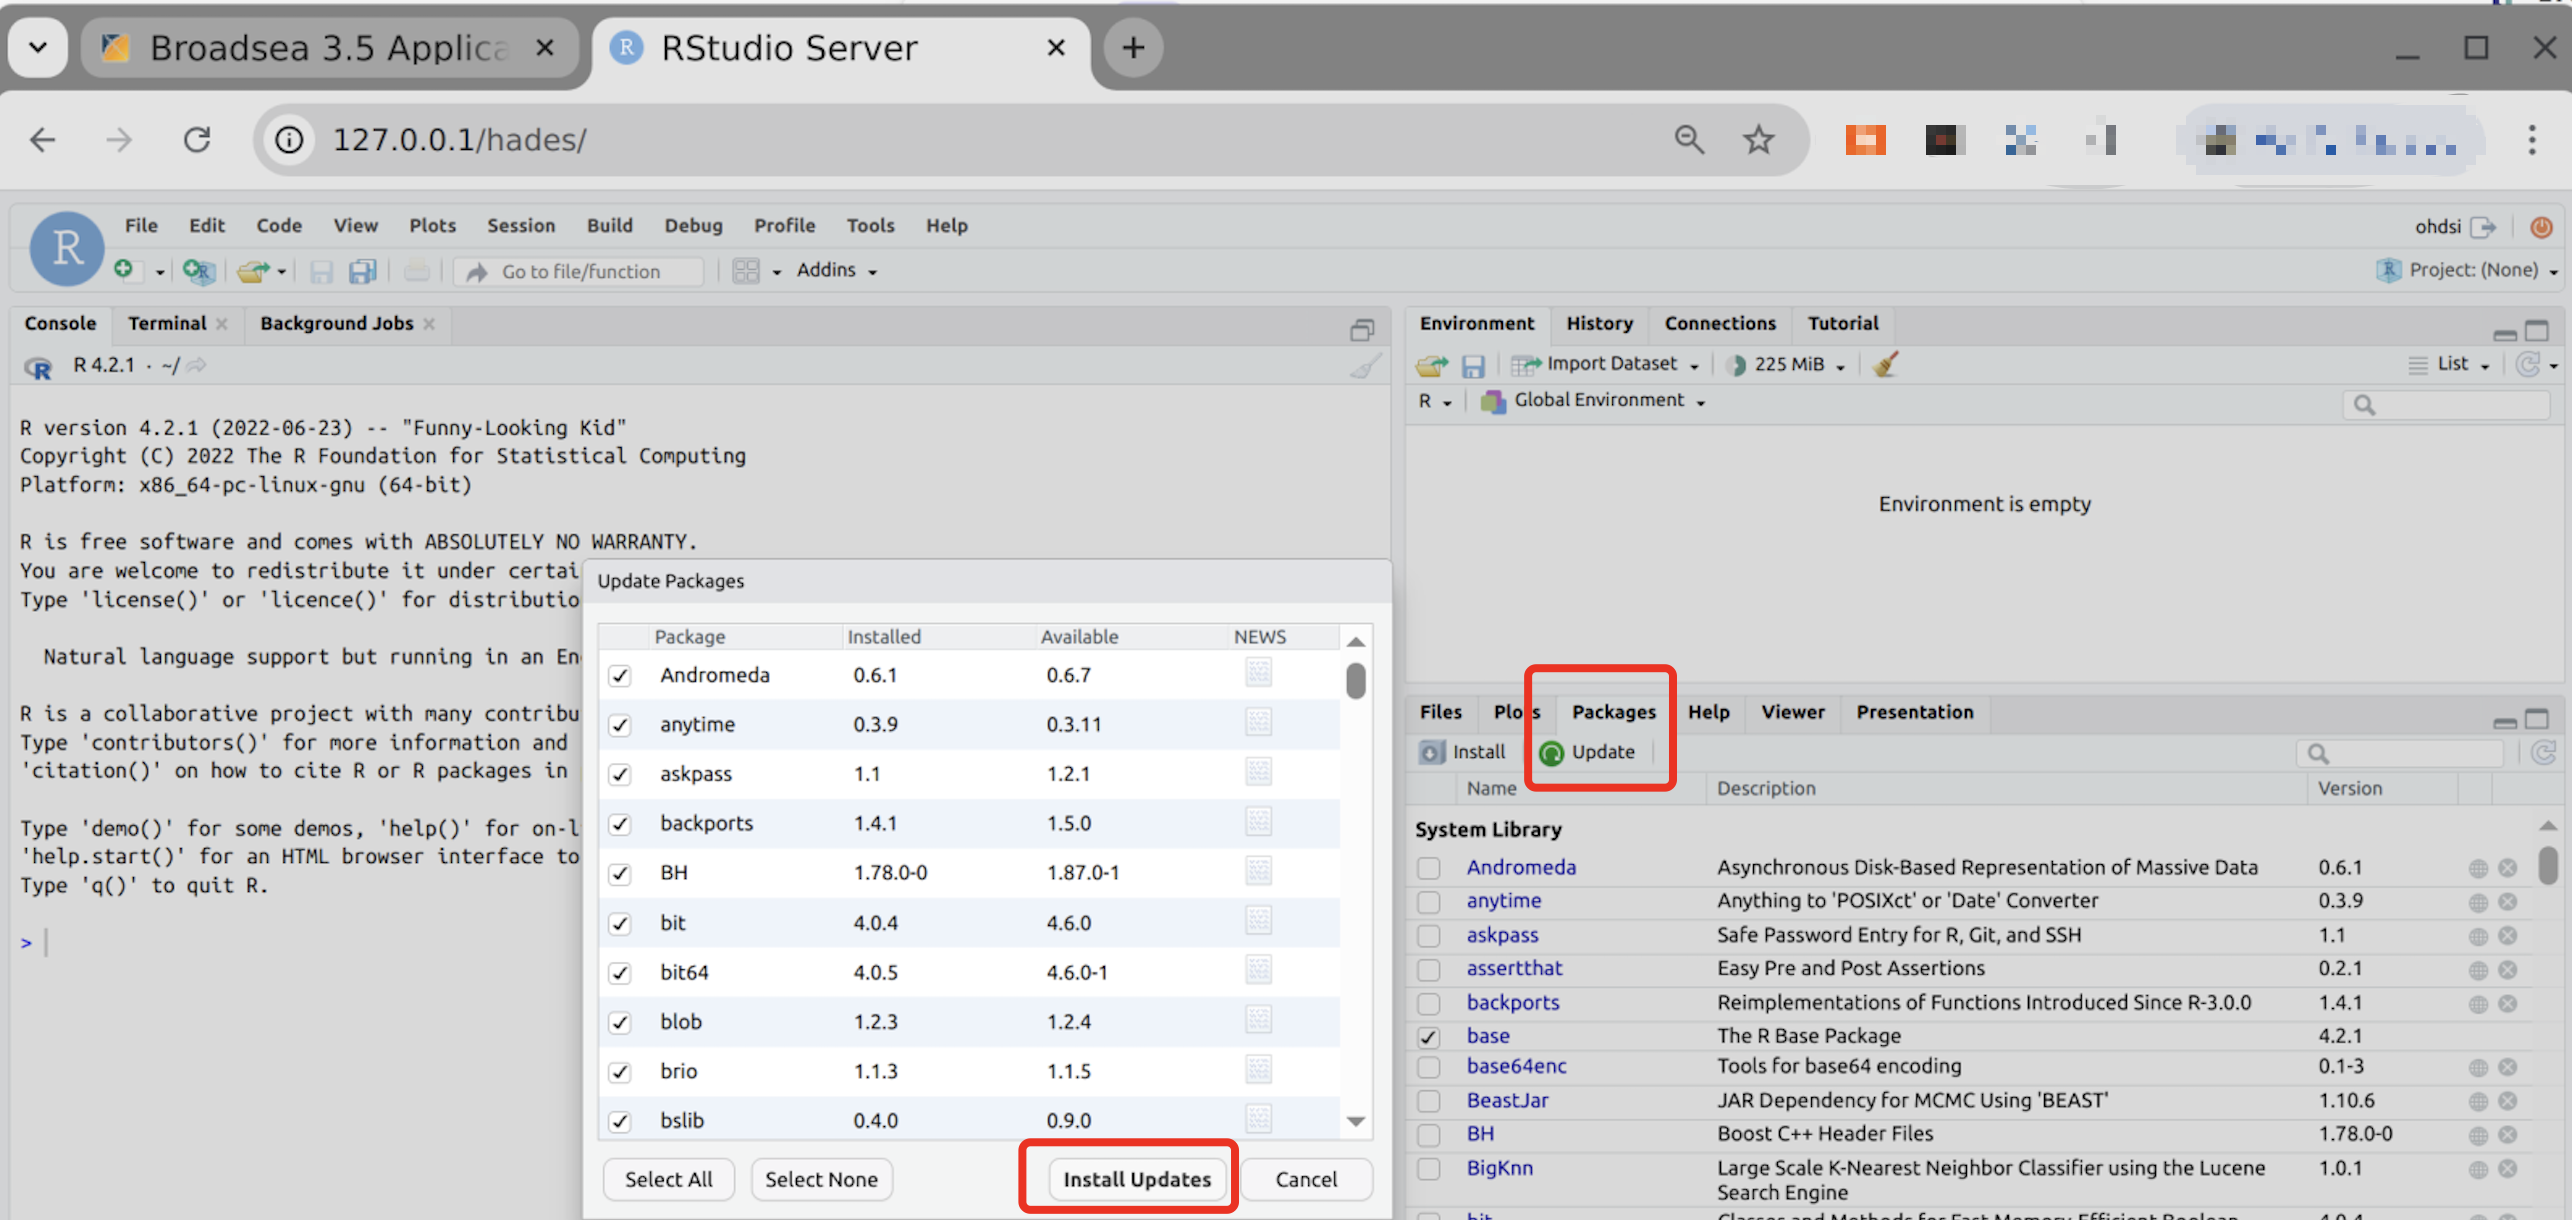 Broadsea 3.5 Applica
RStudio Server
127.0.0.1/hades/
R
File Edit Code View Plots Session Build Debug Profile Tools Help
ohdsi
Go to file/function
Addins
Project: (None)
Console Terminal Background Jobs
R 4.2.1 · ~/
R version 4.2.1 (2022-06-23) -- "Funny-Looking Kid"
Copyright (C) 2022 The R Foundation for Statistical Computing
Platform: x86_64-pc-linux-gnu (64-bit)
R is free software and comes with ABSOLUTELY NO WARRANTY.
You are welcome to redistribute it under certai
Type 'license()' or 'licence()' for distributio
Natural language support but running in an En
R is a collaborative project with many contribu
Type 'contributors()' for more information and
'citation()' on how to cite R or R packages in
Type 'demo()' for some demos, 'help()' for on-l
'help.start()' for an HTML browser interface to
Type 'q()' to quit R.
>
Update Packages
Package Installed Available NEWS
Andromeda 0.6.1 0.6.7
anytime 0.3.9 0.3.11
askpass 1.1 1.2.1
backports 1.4.1 1.5.0
BH 1.78.0-0 1.87.0-1
bit 4.0.4 4.6.0
bit64 4.0.5 4.6.0-1
blob 1.2.3 1.2.4
brio 1.1.3 1.1.5
bslib 0.4.0 0.9.0
Select All Select None Install Updates Cancel
Environment History Connections Tutorial
Import Dataset 225 MiB List
R Global Environment
Environment is empty
Files Plots Packages Help Viewer Presentation
Install Update
Name Description Version
System Library
Andromeda Asynchronous Disk-Based Representation of Massive Data 0.6.1
anytime Anything to 'POSIXct' or 'Date' Converter 0.3.9
askpass Safe Password Entry for R, Git, and SSH 1.1
assertthat Easy Pre and Post Assertions 0.2.1
backports Reimplementations of Functions Introduced Since R-3.0.0 1.4.1
base The R Base Package 4.2.1
base64enc Tools for base64 encoding 0.1-3
BeastJar JAR Dependency for MCMC Using 'BEAST' 1.10.6
BH Boost C++ Header Files 1.78.0-0
BigKnn Large Scale K-Nearest Neighbor Classifier using the Lucene 1.0.1
Search Engine
bit Classes and Methods for Fast Memory-Efficient Boolean 4.0.4